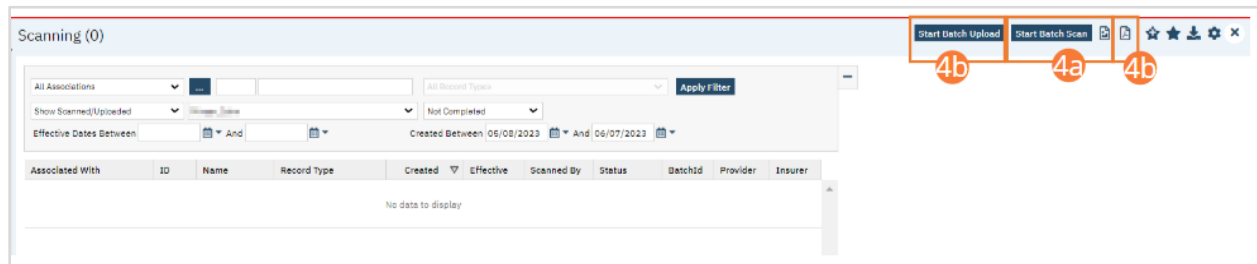 Scanning (0)
Start Batch Upload Start Batch Scan
4b 4a 4b
All Associations ... All Record Types Apply Filter
Show Scanned/Uploaded Not Completed
Effective Dates Between And Created Between 05/08/2023 And 06/07/2023
Associated With ID Name Record Type Created Effective Scanned By Status BatchId Provider Insurer
No data to display